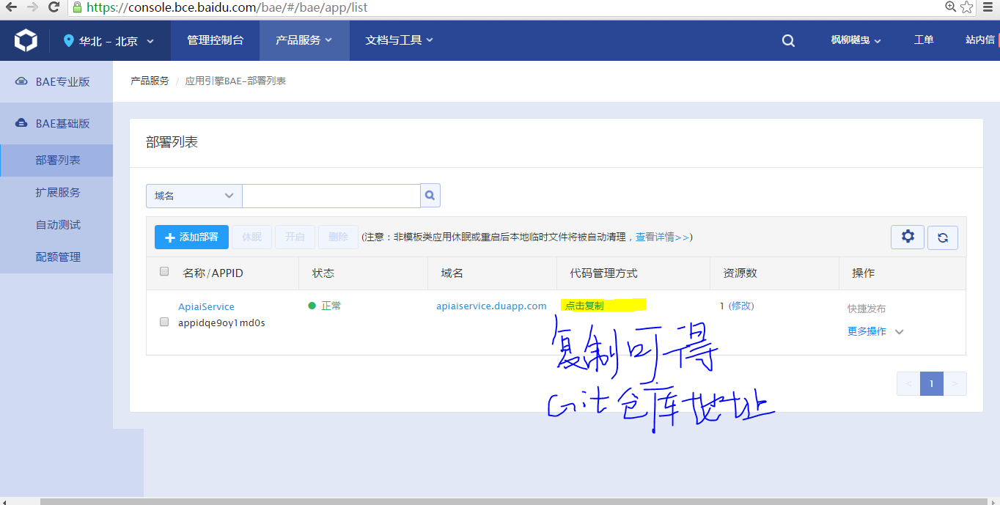 https://console.bce.baidu.com/bae/#/bae/app/list
华北 - 北京
管理控制台
产品服务
文档与工具
枫柳樾曳
工单
站内信
BAE专业版
BAE基础版
部署列表
扩展服务
自动测试
配额管理
产品服务 / 应用引擎BAE-部署列表
部署列表
域名
添加部署 休眠 开启 删除 (注意：非模板类应用休眠或重启后本地临时文件将被自动清理，查看详情>>)
名称/APPID 状态 域名 代码管理方式 资源数 操作
ApiaiService 正常 apiaiservice.duapp.com 点击复制 1 (修改) 快捷发布
appidqe9oy1md0s 更多操作
复制可得
Git仓库地址
< 1 >